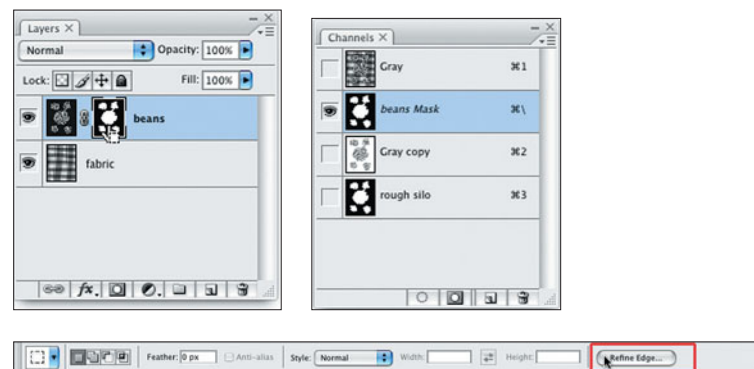 Layers ×
Normal Opacity: 100%
Lock: Fill: 100%
beans
fabric
fx.
Channels ×
Gray ⌘1
beans Mask ⌘\
Gray copy ⌘2
rough silo ⌘3
Feather: 0 px Anti-alias Style: Normal Width: Height: Refine Edge...